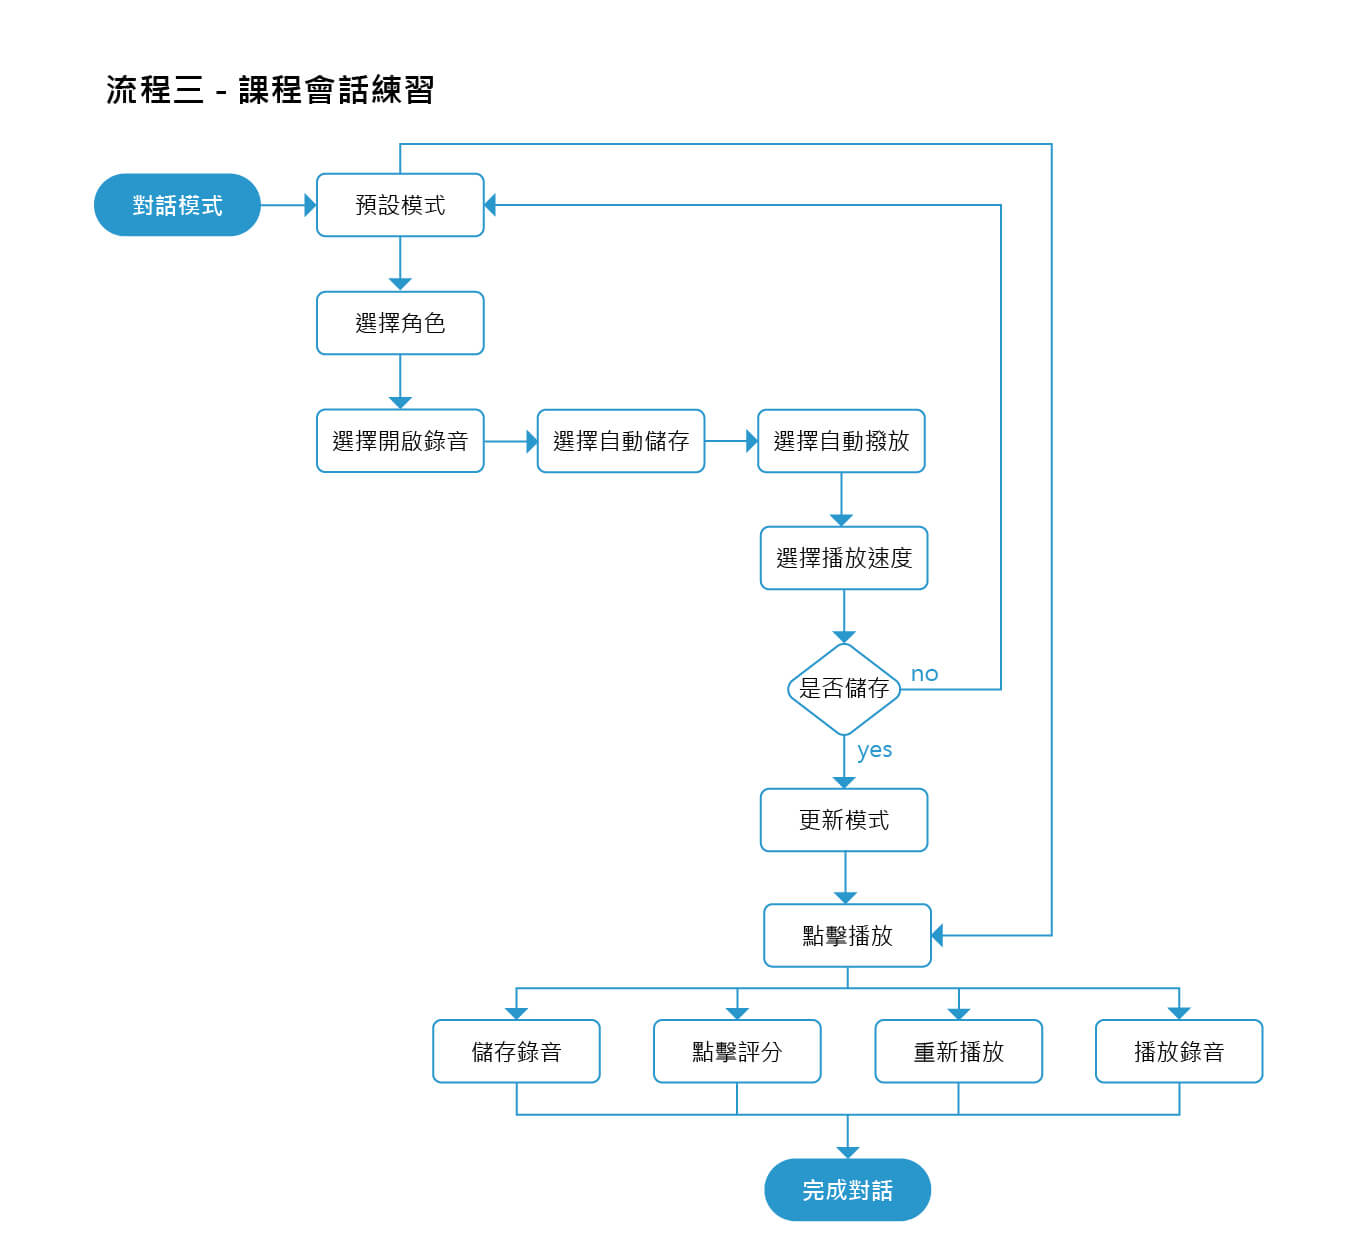 流程三 - 課程會話練習
對話模式
預設模式
選擇角色
選擇開啟錄音
選擇自動儲存
選擇自動撥放
選擇播放速度
是否儲存
no
yes
更新模式
點擊播放
儲存錄音
點擊評分
重新播放
播放錄音
完成對話